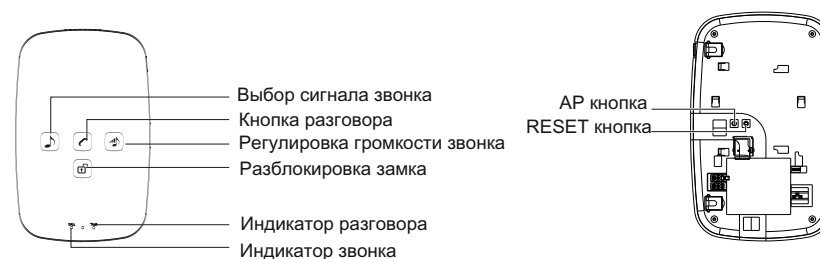 Выбор сигнала звонка
Кнопка разговора
Регулировка громкости звонка
Разблокировка замка
Индикатор разговора
Индикатор звонка
AP кнопка
RESET кнопка